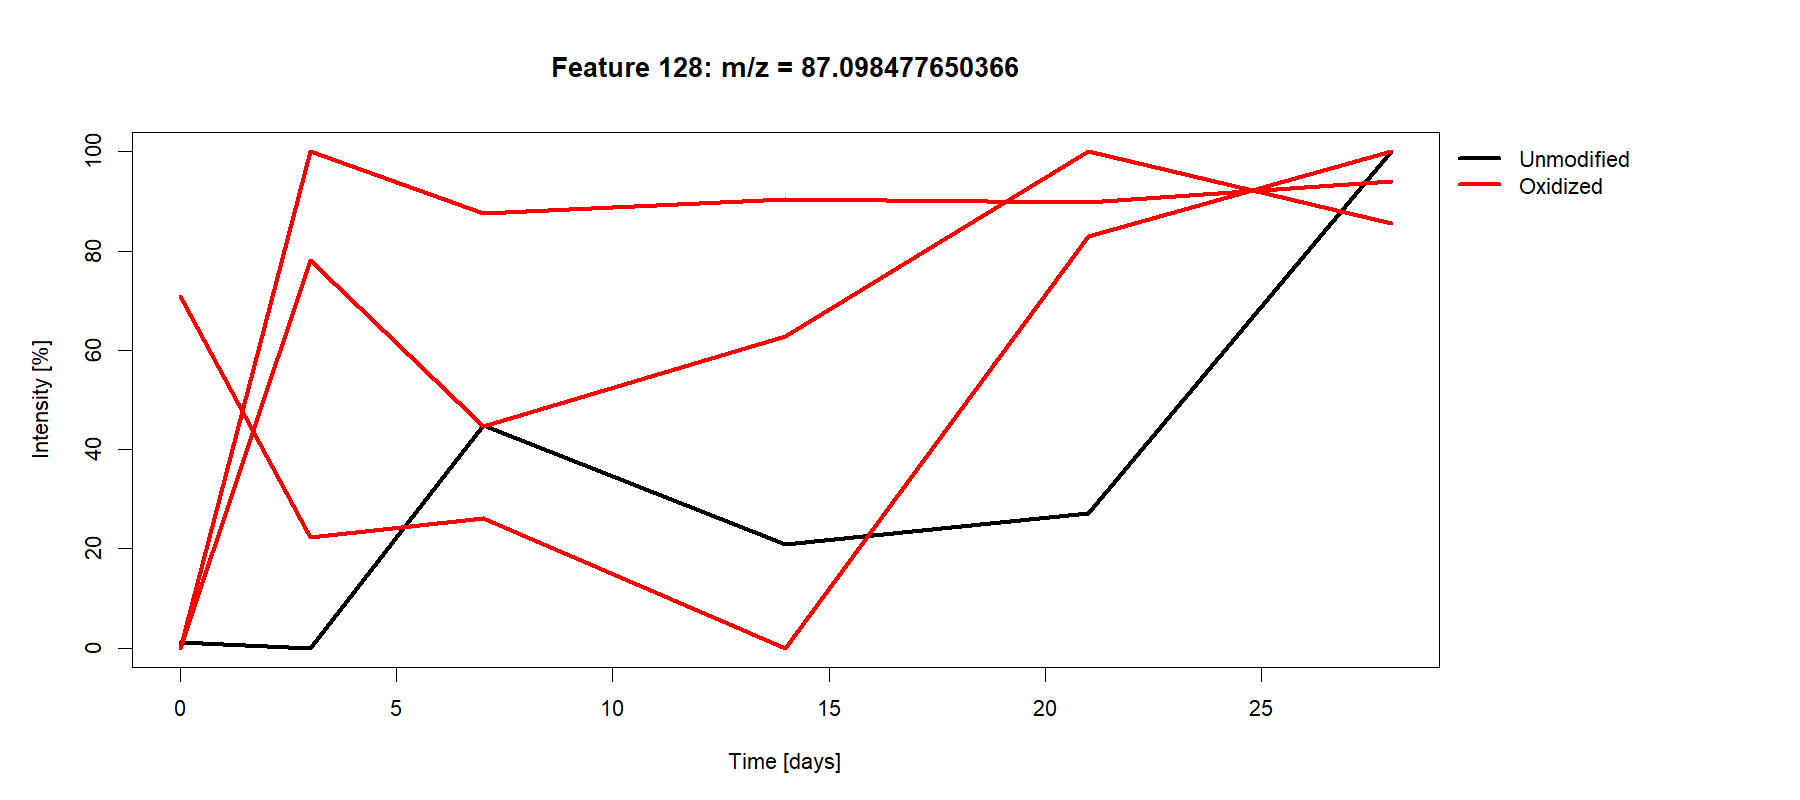 Feature 128: m/z = 87.098477650366
Unmodified
Oxidized
Intensity [%]
100
80
60
40
20
0
0 5 10 15 20 25
Time [days]